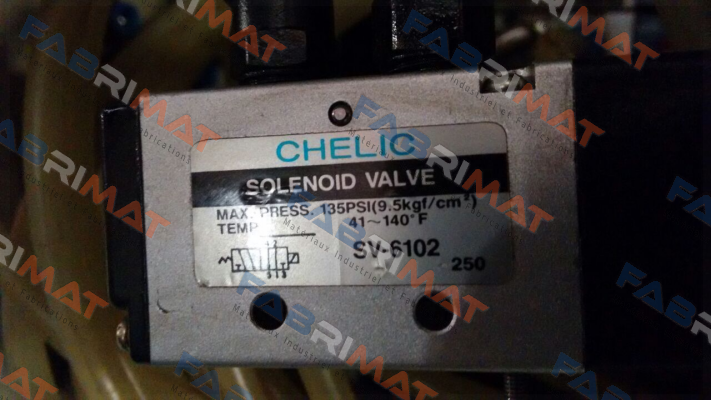 CHELIC
SOLENOID VALVE
MAX. PRESS. 135PSI(9.5kgf/cm²)
TEMP 41~140°F
SV-6102
250
FABRIMAT
FABRIMAT
FABRIMAT
FABRIMAT
FABRIMAT
FABRIMAT